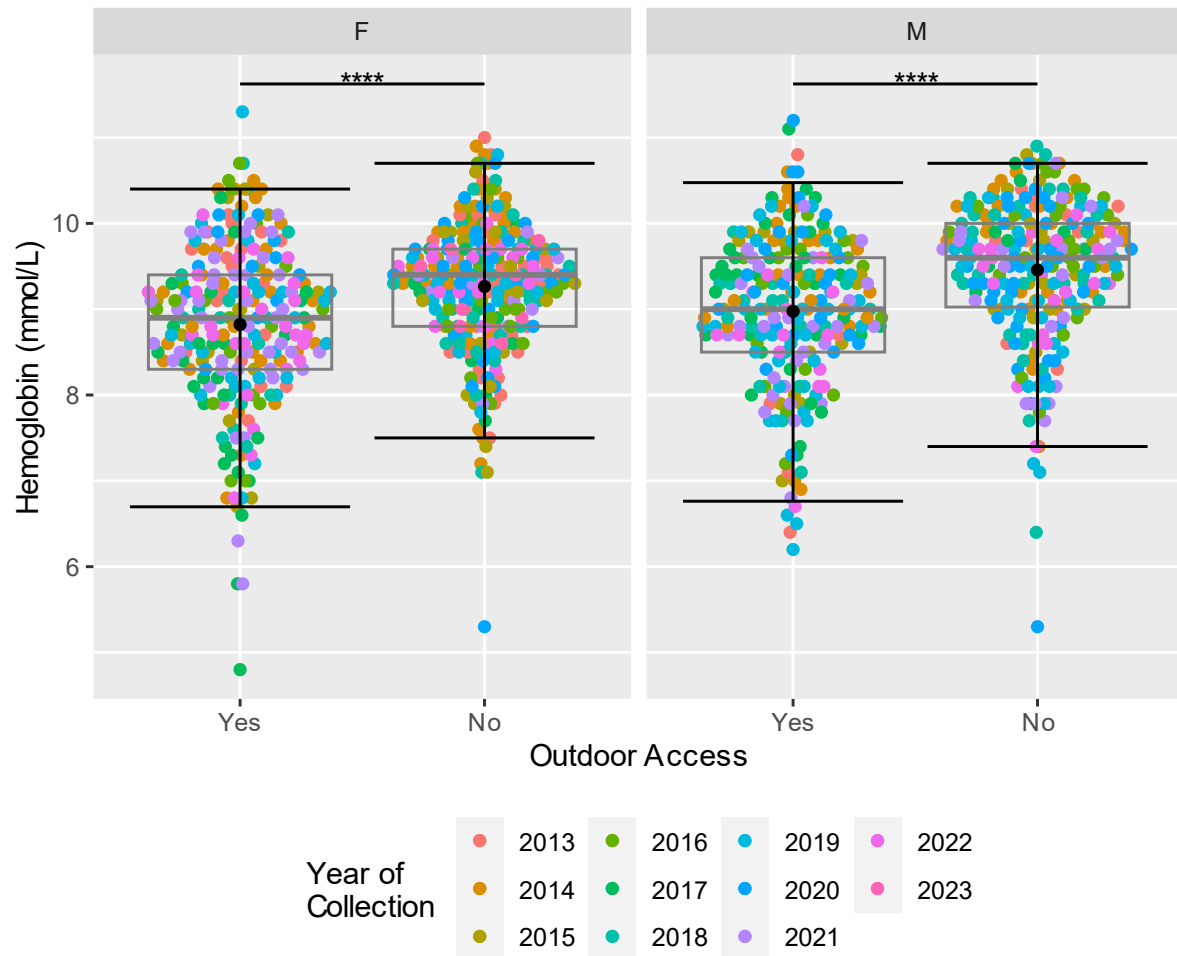 F
M
****
****
Hemoglobin (mmol/L)
10
8
6
Yes
No
Yes
No
Outdoor Access
Year of
Collection
2013
2014
2015
2016
2017
2018
2019
2020
2021
2022
2023